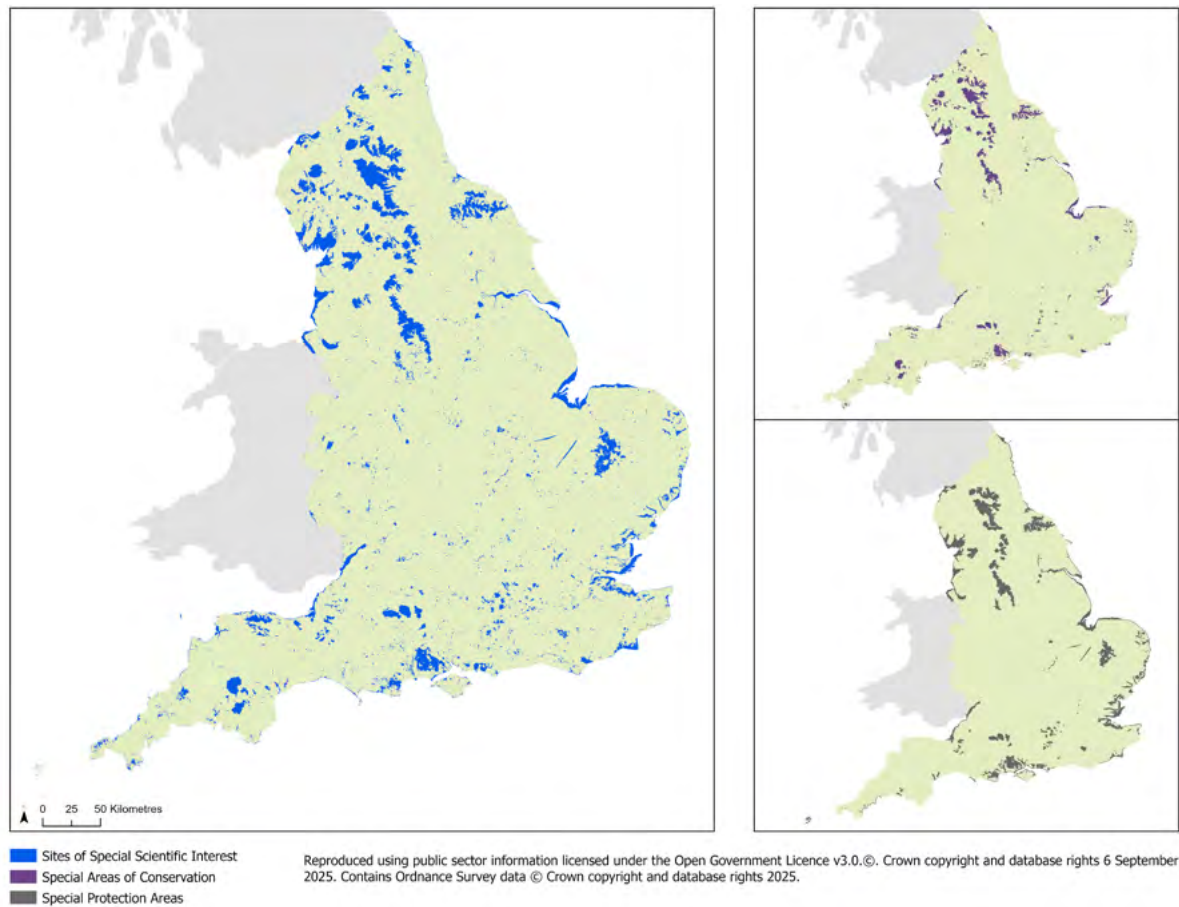 0 25 50 Kilometres
Sites of Special Scientific Interest
Special Areas of Conservation
Special Protection Areas
Reproduced using public sector information licensed under the Open Government Licence v3.0.©. Crown copyright and database rights 6 September
2025. Contains Ordnance Survey data © Crown copyright and database rights 2025.